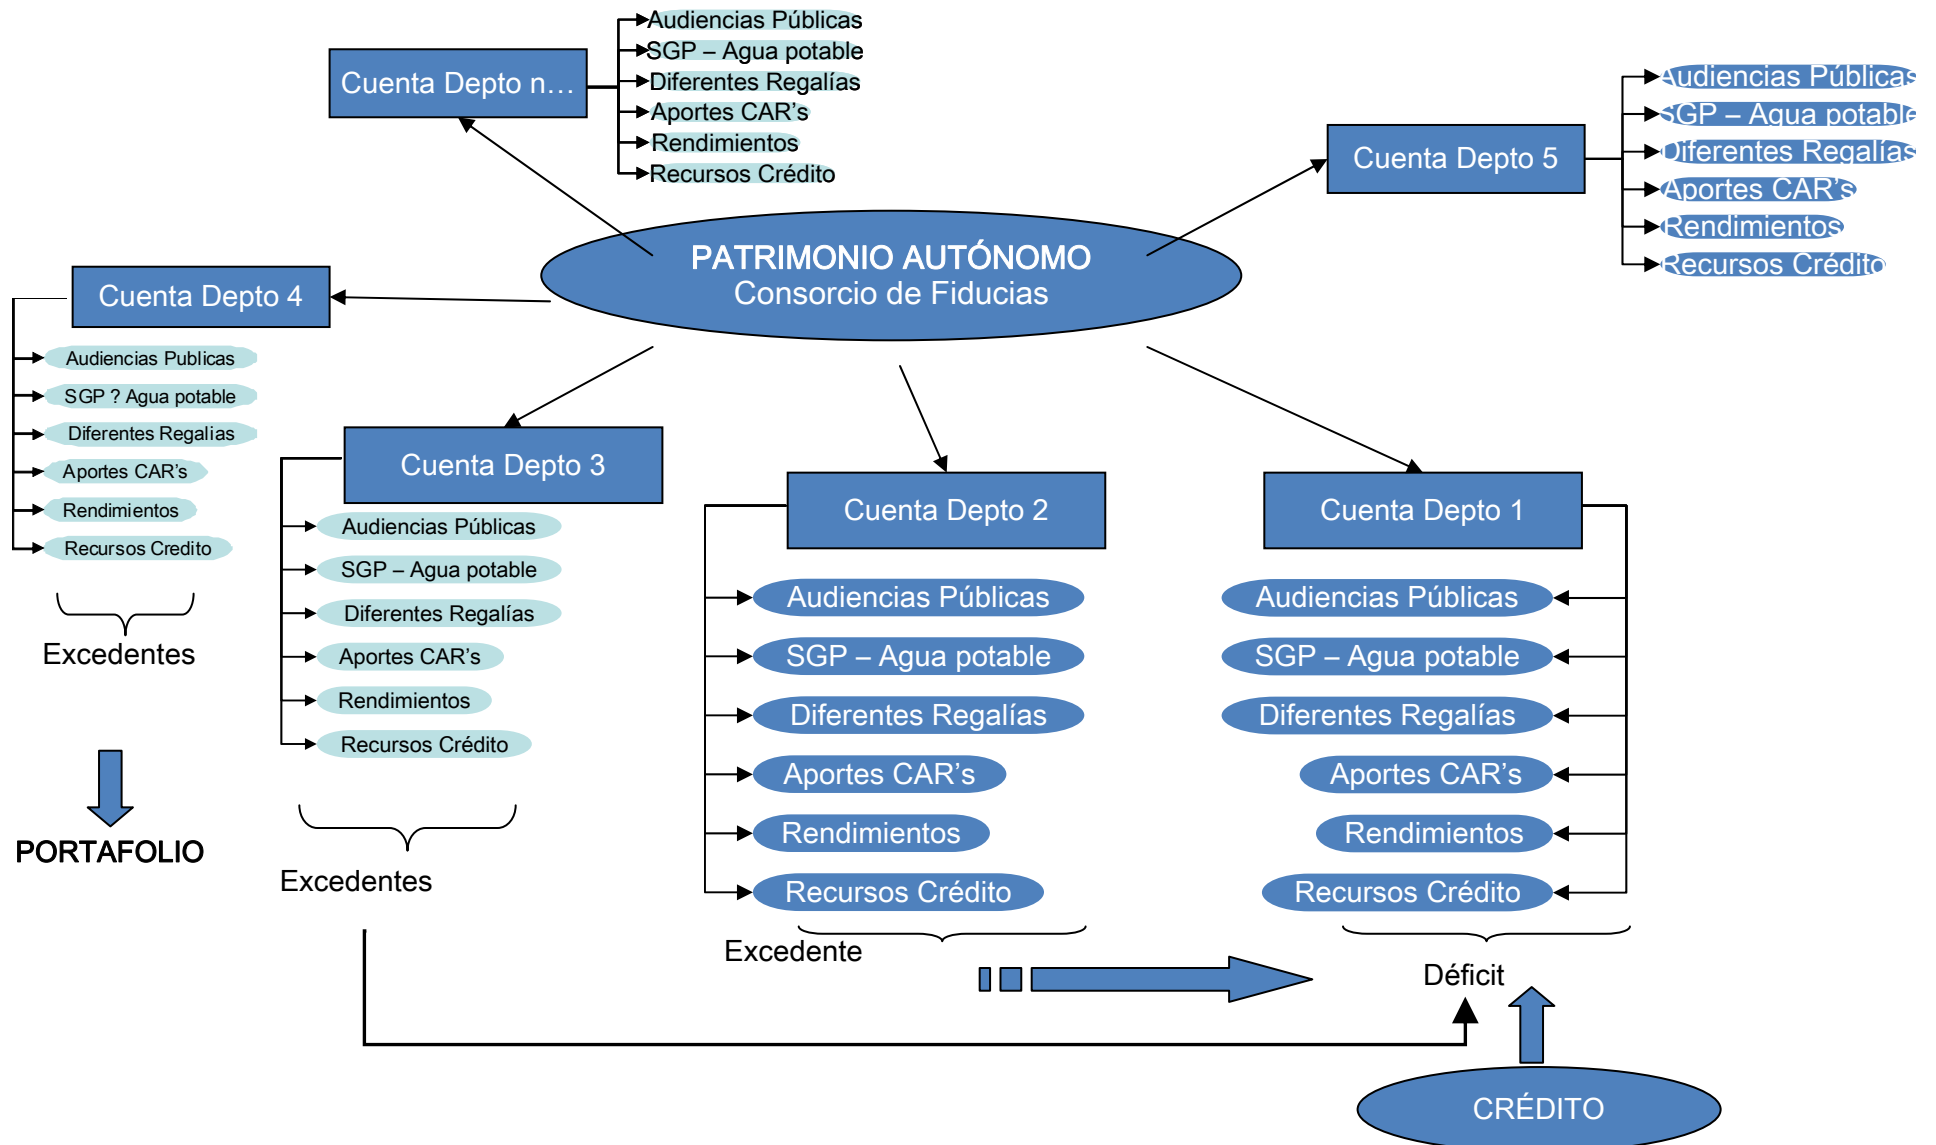 Cuenta Depto n…
Audiencias Públicas
SGP – Agua potable
Diferentes Regalías
Aportes CAR’s
Rendimientos
Recursos Crédito
Cuenta Depto 5
Audiencias Públicas
SGP – Agua potable
Diferentes Regalías
Aportes CAR’s
Rendimientos
Recursos Crédito
PATRIMONIO AUTÓNOMO
Consorcio de Fiducias
Cuenta Depto 4
Audiencias Publicas
SGP ? Agua potable
Diferentes Regalias
Aportes CAR's
Rendimientos
Recursos Credito
Excedentes
PORTAFOLIO
Cuenta Depto 3
Audiencias Públicas
SGP – Agua potable
Diferentes Regalías
Aportes CAR’s
Rendimientos
Recursos Crédito
Excedentes
Cuenta Depto 2
Audiencias Públicas
SGP – Agua potable
Diferentes Regalías
Aportes CAR’s
Rendimientos
Recursos Crédito
Excedente
Cuenta Depto 1
Audiencias Públicas
SGP – Agua potable
Diferentes Regalías
Aportes CAR’s
Rendimientos
Recursos Crédito
Déficit
CRÉDITO